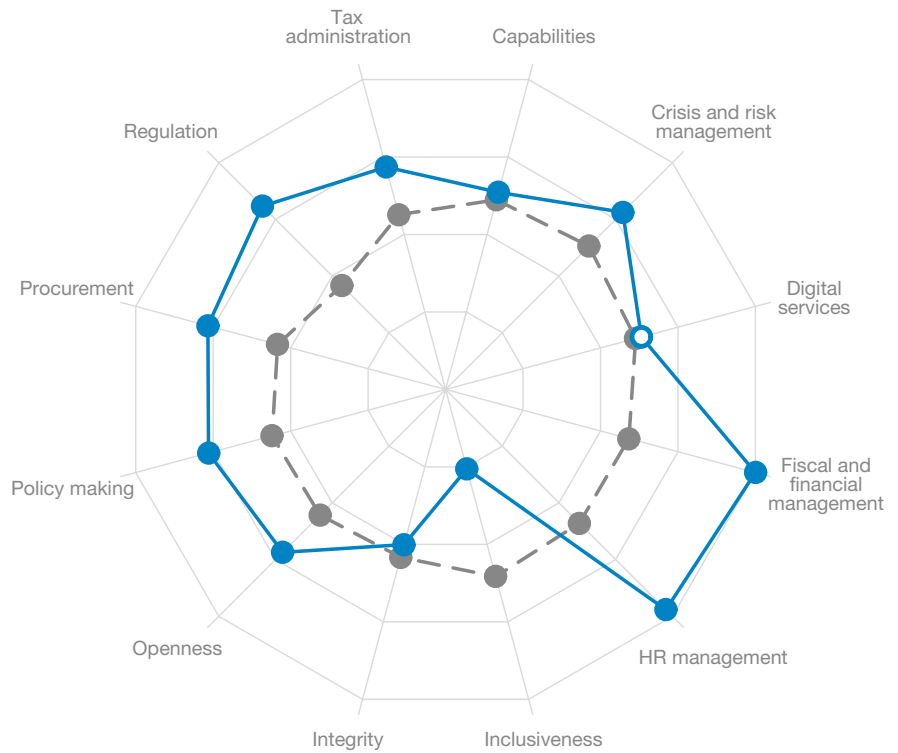 Tax
administration
Capabilities
Crisis and risk
management
Regulation
Procurement
Digital
services
Policy making
Fiscal and
financial
management
Openness
HR management
Integrity
Inclusiveness